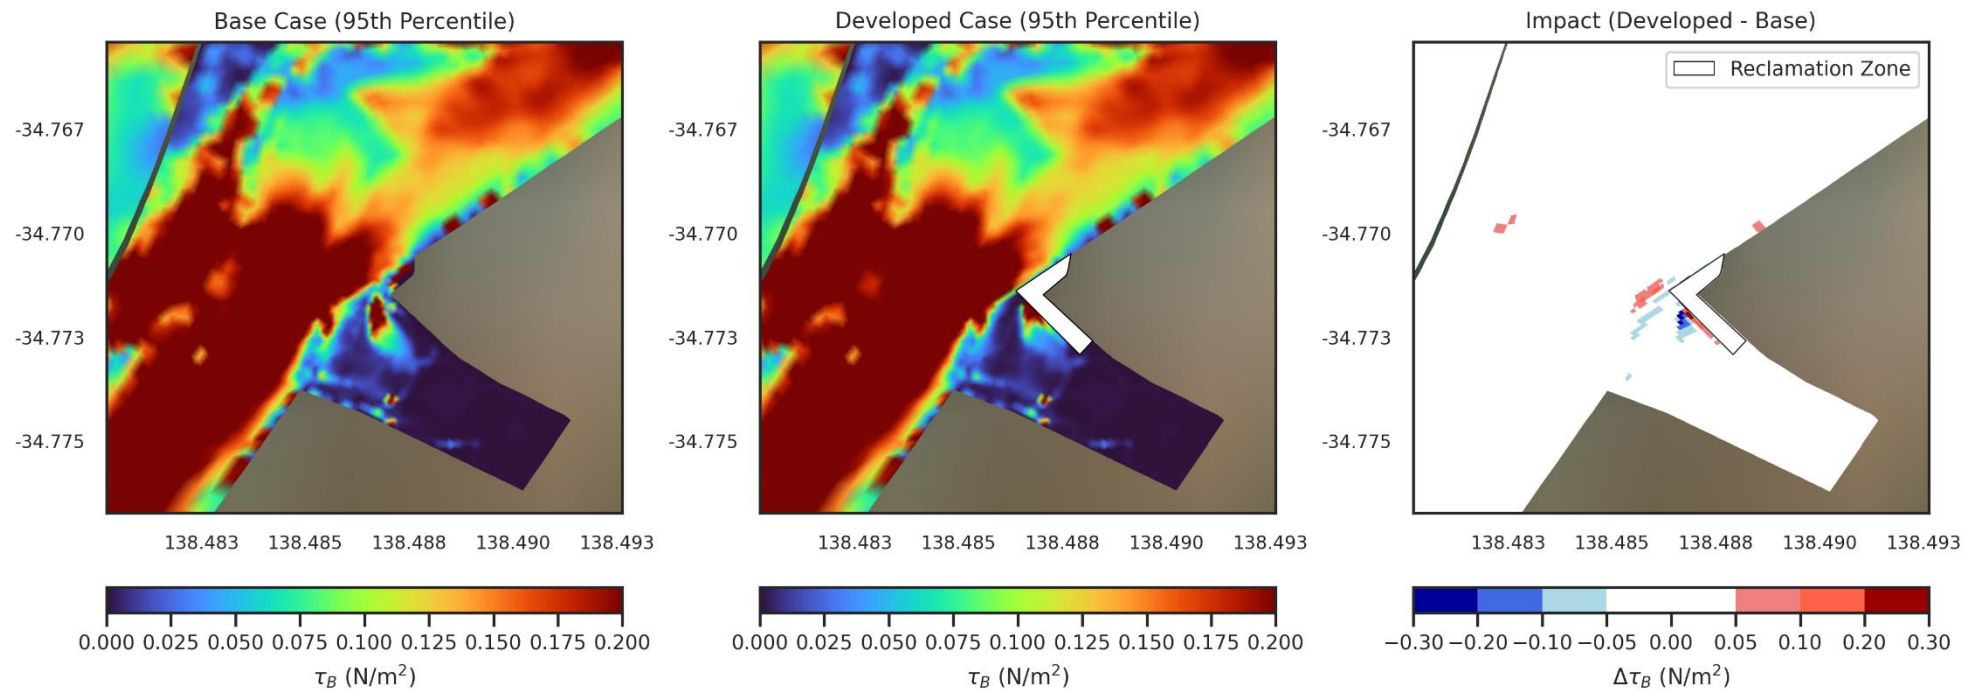 Base Case (95th Percentile)
Developed Case (95th Percentile)
Impact (Developed - Base)
Reclamation Zone
-34.767
-34.770
-34.773
-34.775
-34.767
-34.770
-34.773
-34.775
-34.767
-34.770
-34.773
-34.775
138.483 138.485 138.488 138.490 138.493
138.483 138.485 138.488 138.490 138.493
138.483 138.485 138.488 138.490 138.493
0.000 0.025 0.050 0.075 0.100 0.125 0.150 0.175 0.200
0.000 0.025 0.050 0.075 0.100 0.125 0.150 0.175 0.200
−0.30 −0.20 −0.10 −0.05 0.00 0.05 0.10 0.20 0.30
τB (N/m²)
τB (N/m²)
ΔτB (N/m²)